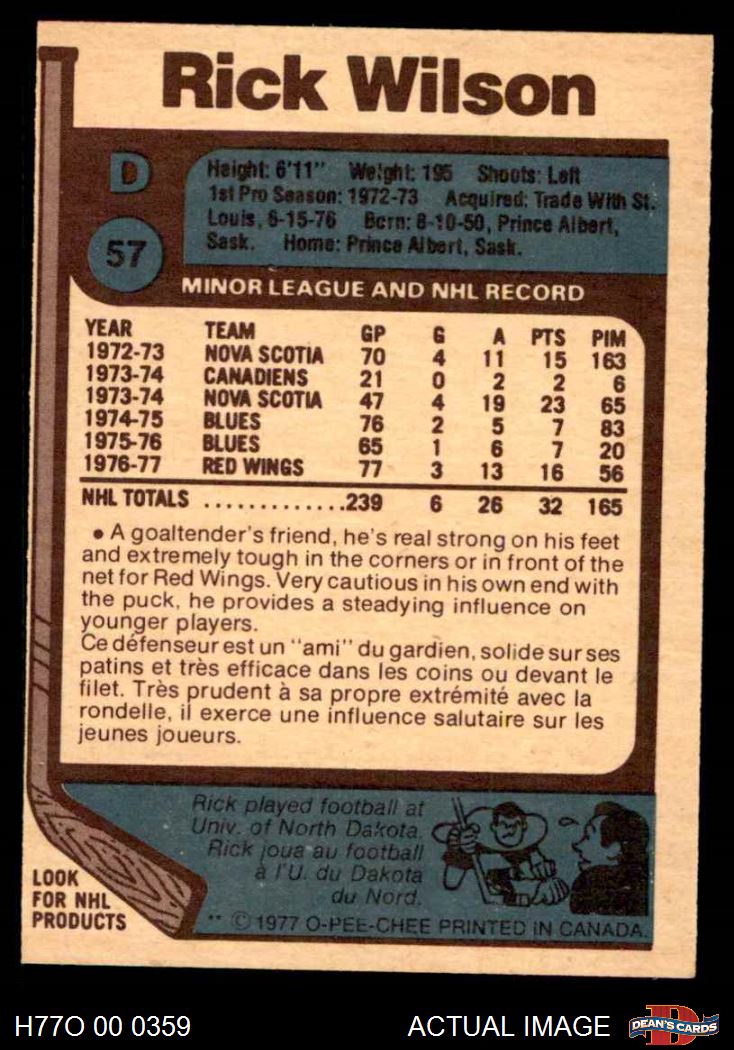 Rick Wilson
D
57
Height: 6'11" Weight: 195 Shoots: Left
1st Pro Season: 1972-73 Acquired: Trade With St.
Louis, 6-15-76 Born: 8-10-50, Prince Albert,
Sask. Home: Prince Albert, Sask.
MINOR LEAGUE AND NHL RECORD
YEAR TEAM GP G A PTS PIM
1972-73 NOVA SCOTIA 70 4 11 15 163
1973-74 CANADIENS 21 0 2 2 6
1973-74 NOVA SCOTIA 47 4 19 23 65
1974-75 BLUES 76 2 5 7 83
1975-76 BLUES 65 1 6 7 20
1976-77 RED WINGS 77 3 13 16 56
NHL TOTALS ..............239 6 26 32 165
• A goaltender's friend, he's real strong on his feet
and extremely tough in the corners or in front of the
net for Red Wings. Very cautious in his own end with
the puck, he provides a steadying influence on
younger players.
Ce défenseur est un "ami" du gardien, solide sur ses
patins et très efficace dans les coins ou devant le
filet. Très prudent à sa propre extrémité avec la
rondelle, il exerce une influence salutaire sur les
jeunes joueurs.
Rick played football at
Univ. of North Dakota.
Rick joua au football
à l'U. du Dakota
du Nord.
LOOK
FOR NHL
PRODUCTS
** © 1977 O-PEE-CHEE PRINTED IN CANADA.
H77O 00 0359 ACTUAL IMAGE DEAN'S CARDS